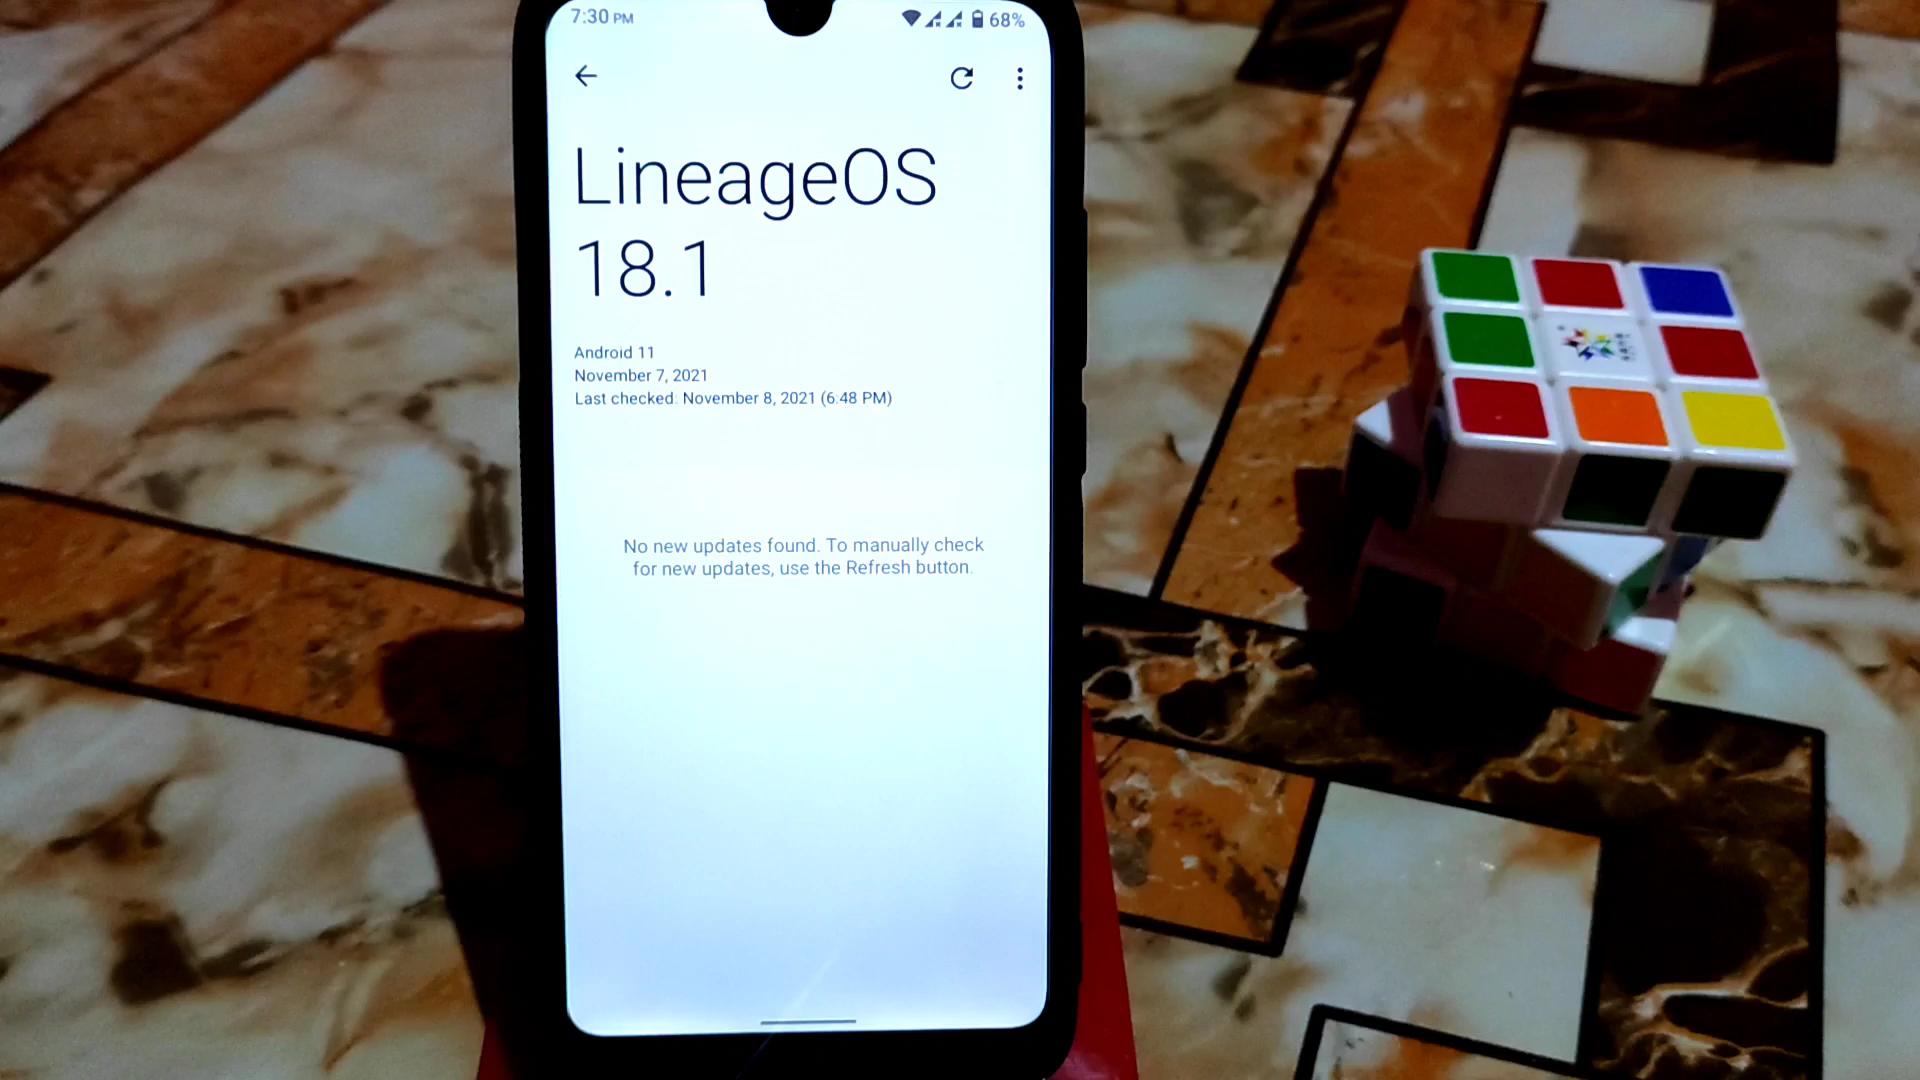 7:30 PM
68%
LineageOS
18.1
Android 11
November 7, 2021
Last checked: November 8, 2021 (6:48 PM)
No new updates found. To manually check
for new updates, use the Refresh button.